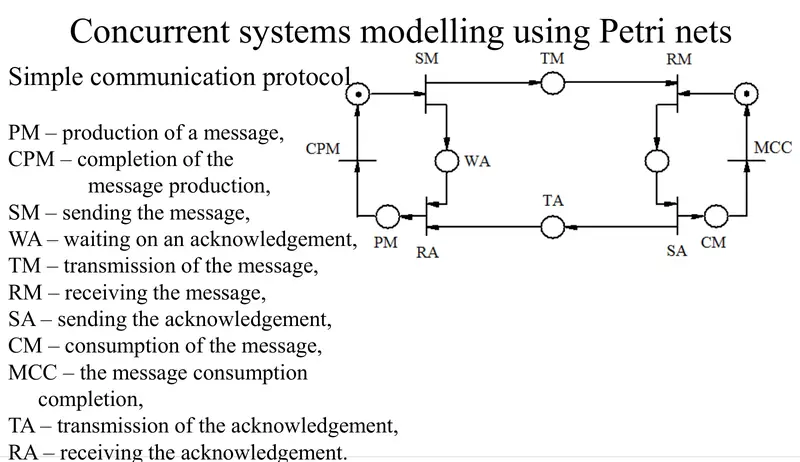 Concurrent systems modelling using Petri nets
Simple communication protocol
PM – production of a message,
CPM – completion of the
message production,
SM – sending the message,
WA – waiting on an acknowledgement,
TM – transmission of the message,
RM – receiving the message,
SA – sending the acknowledgement,
CM – consumption of the message,
MCC – the message consumption
completion,
TA – transmission of the acknowledgement,
RA – receiving the acknowledgement.
SM
TM
RM
CPM
WA
MCC
TA
PM
RA
SA
CM